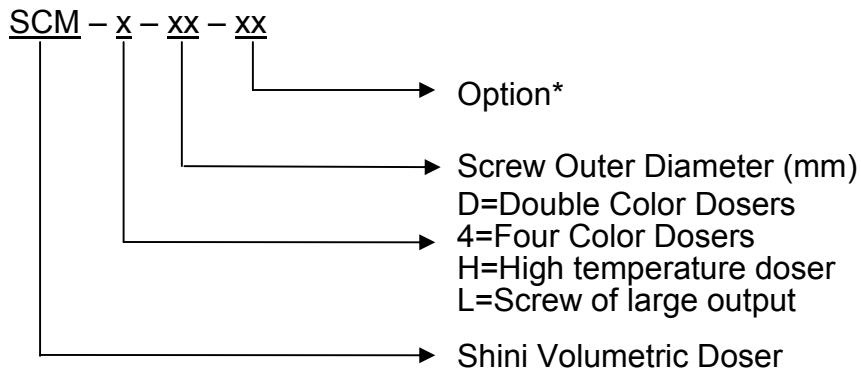 SCM – x – xx – xx
Option*
Screw Outer Diameter (mm)
D=Double Color Dosers
4=Four Color Dosers
H=High temperature doser
L=Screw of large output
Shini Volumetric Doser